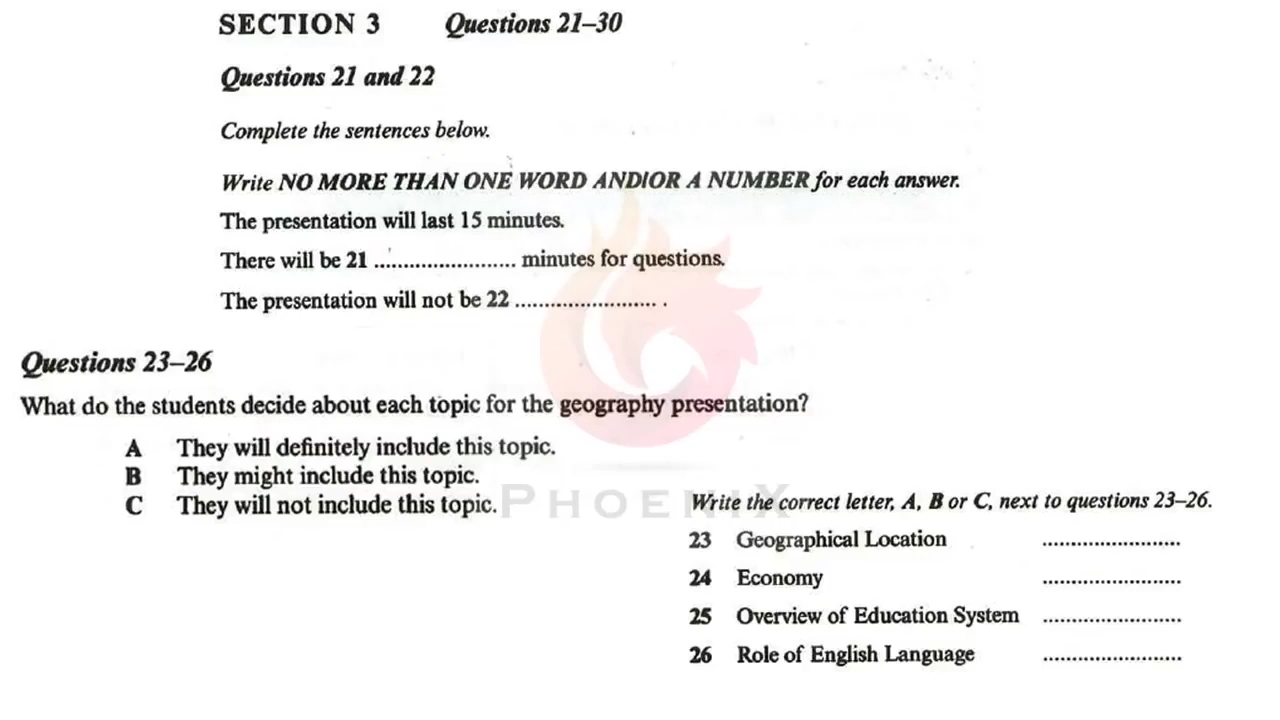 SECTION 3 Questions 21–30
Questions 21 and 22
Complete the sentences below.
Write NO MORE THAN ONE WORD ANDIOR A NUMBER for each answer.
The presentation will last 15 minutes.
There will be 21 ........................ minutes for questions.
The presentation will not be 22 ........................ .
Questions 23–26
What do the students decide about each topic for the geography presentation?
A They will definitely include this topic.
B They might include this topic.
C They will not include this topic.
PHOENIX
Write the correct letter, A, B or C, next to questions 23–26.
23 Geographical Location ........................
24 Economy ........................
25 Overview of Education System ........................
26 Role of English Language ........................